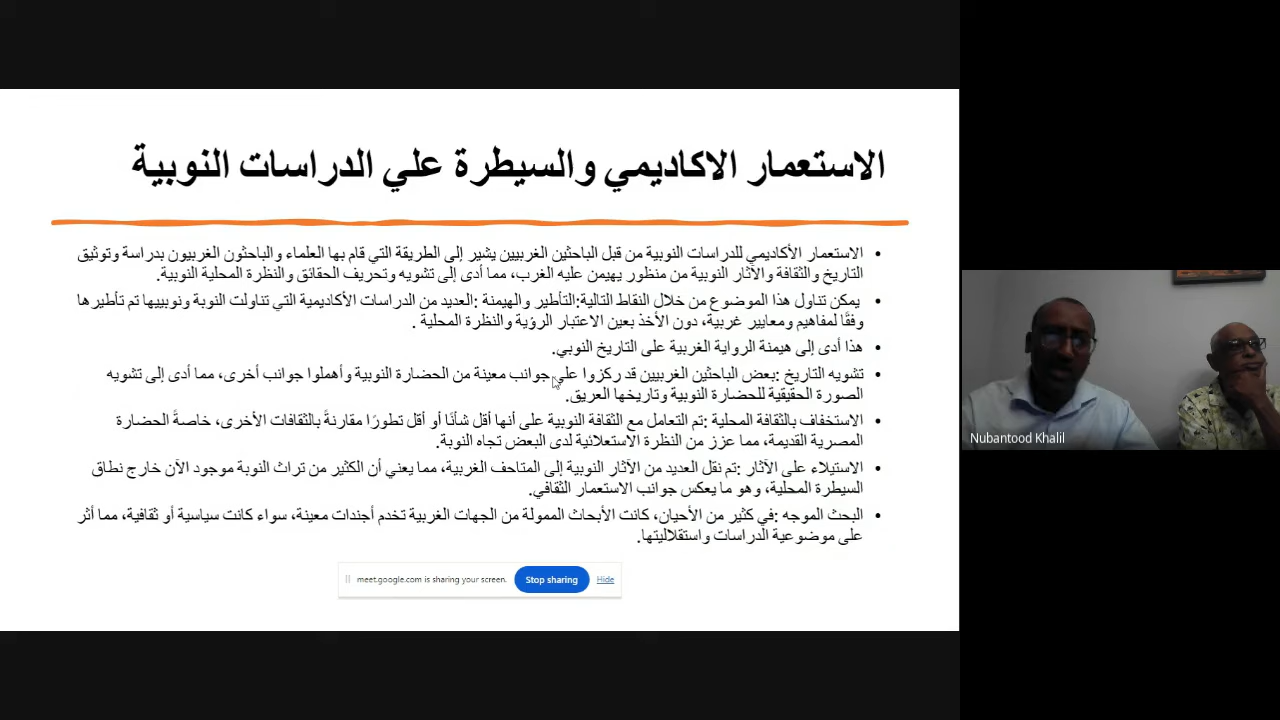 الاستعمار الاكاديمي والسيطرة علي الدراسات النوبية
• الاستعمار الأكاديمي للدراسات النوبية من قبل الباحثين الغربيين يشير إلى الطريقة التي قام بها العلماء والباحثون الغربيون بدراسة وتوثيق
التاريخ والثقافة والآثار النوبية من منظور يهيمن عليه الغرب، مما أدى إلى تشويه وتحريف الحقائق والنظرة المحلية النوبية.
• يمكن تناول هذا الموضوع من خلال النقاط التالية:التأطير والهيمنة :العديد من الدراسات الأكاديمية التي تناولت النوبة ونوبييها تم تأطيرها
وفقًا لمفاهيم ومعايير غربية، دون الأخذ بعين الاعتبار الرؤية والنظرة المحلية .
• هذا أدى إلى هيمنة الرواية الغربية على التاريخ النوبي.
• تشويه التاريخ :بعض الباحثين الغربيين قد ركزوا على جوانب معينة من الحضارة النوبية وأهملوا جوانب أخرى، مما أدى إلى تشويه
الصورة الحقيقية للحضارة النوبية وتاريخها العريق.
• الاستخفاف بالثقافة المحلية :تم التعامل مع الثقافة النوبية على أنها أقل شأنًا أو أقل تطورًا مقارنةً بالثقافات الأخرى، خاصةً الحضارة
المصرية القديمة، مما عزز من النظرة الاستعلائية لدى البعض تجاه النوبة.
• الاستيلاء على الآثار :تم نقل العديد من الآثار النوبية إلى المتاحف الغربية، مما يعني أن الكثير من تراث النوبة موجود الآن خارج نطاق
السيطرة المحلية، وهو ما يعكس جوانب الاستعمار الثقافي.
• البحث الموجه :في كثير من الأحيان، كانت الأبحاث الممولة من الجهات الغربية تخدم أجندات معينة، سواء كانت سياسية أو ثقافية، مما أثر
على موضوعية الدراسات واستقلاليتها.
meet.google.com is sharing your screen. Stop sharing Hide
Nubantood Khalil